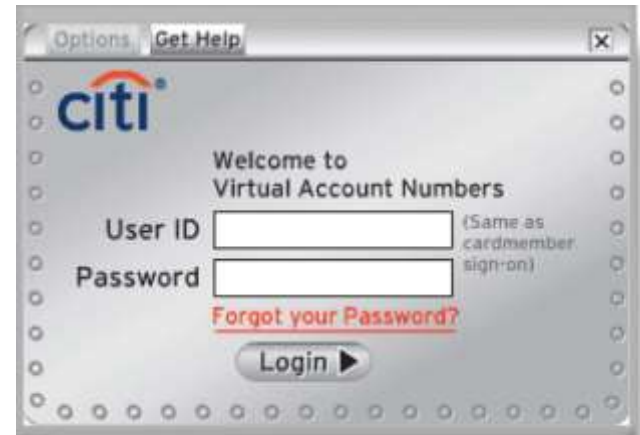 Options Get Help
citi®
Welcome to
Virtual Account Numbers
User ID
(Same as
cardmember
sign-on)
Password
Forgot your Password?
Login